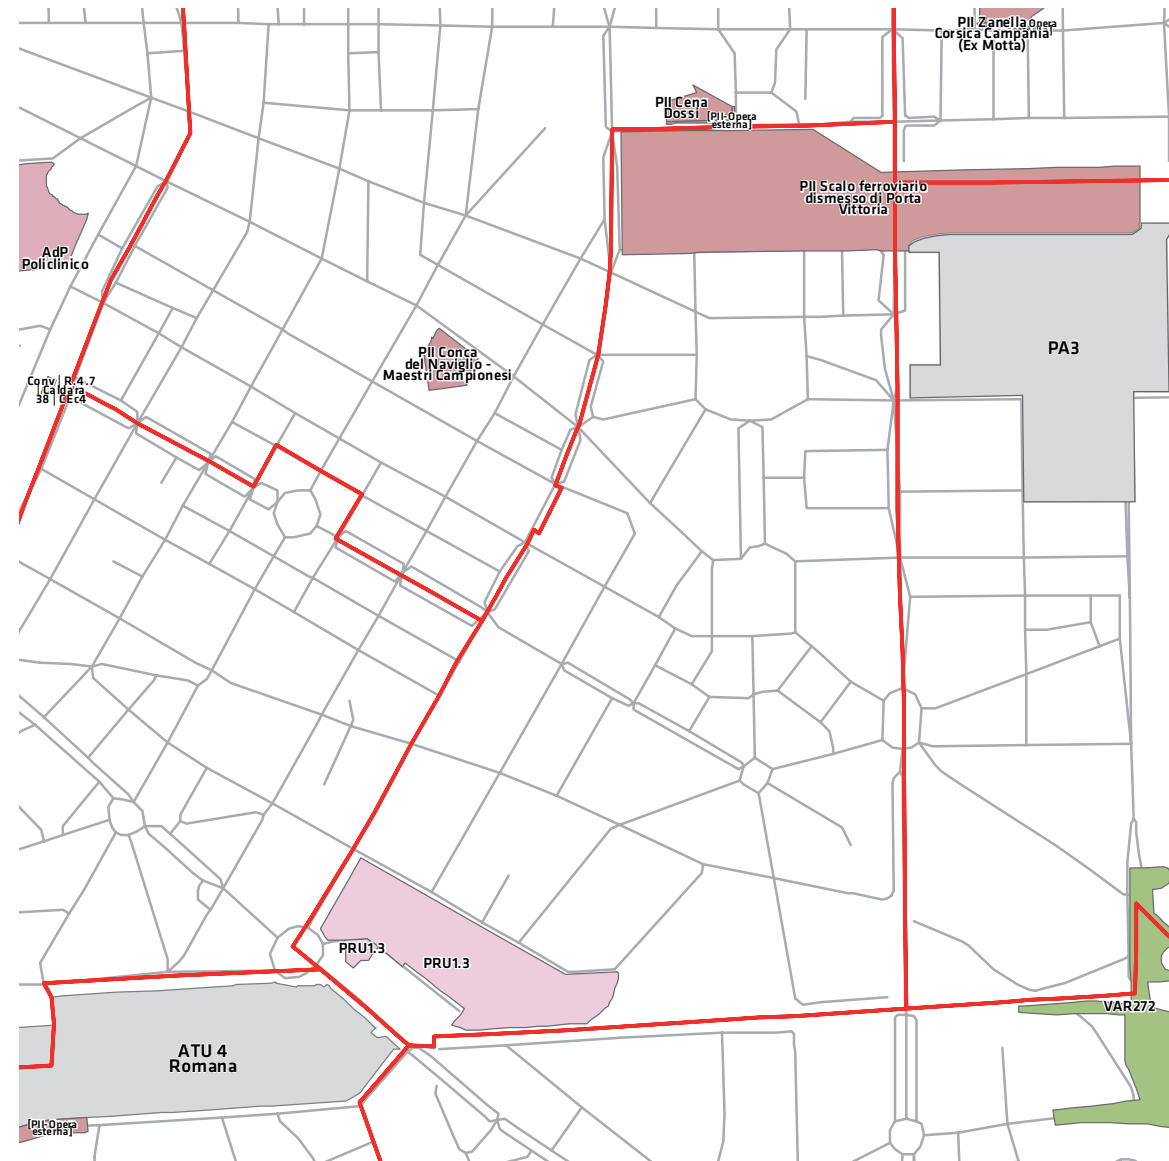 PII Zanella
Opera
Corsica Campania
(Ex Motta)
PII Cena
Dossi
[PII-Opera
esterna]
PII Scalo ferroviario
dismesso di Porta
Vittoria
AdP
Policlinico
PA3
PII Conca
del Naviglio -
Maestri Campionesi
Conv | R.4.7
| Caldara
38 | CEc4
PRU1.3
PRU1.3
VAR272
ATU 4
Romana
[PII-Opera
esterna]